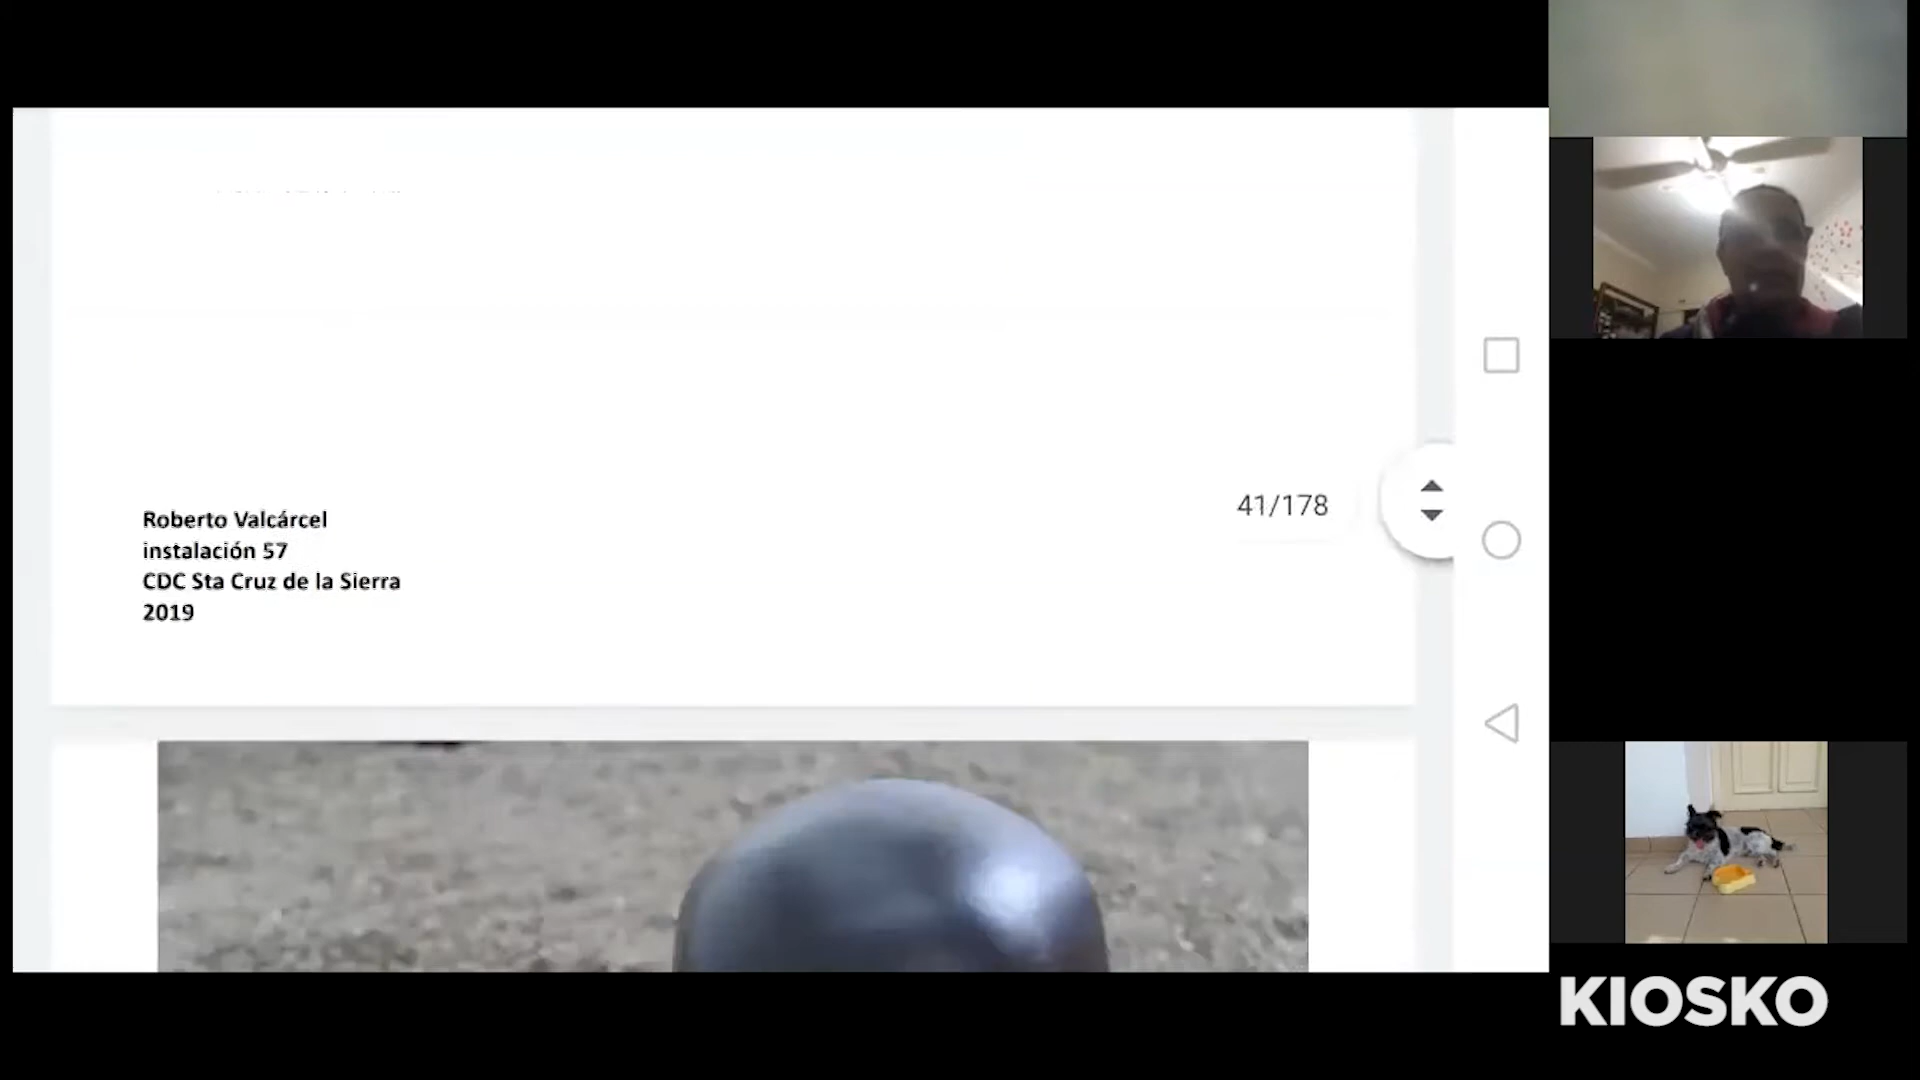 Roberto Valcárcel
instalación 57
CDC Sta Cruz de la Sierra
2019
41/178
KIOSKO